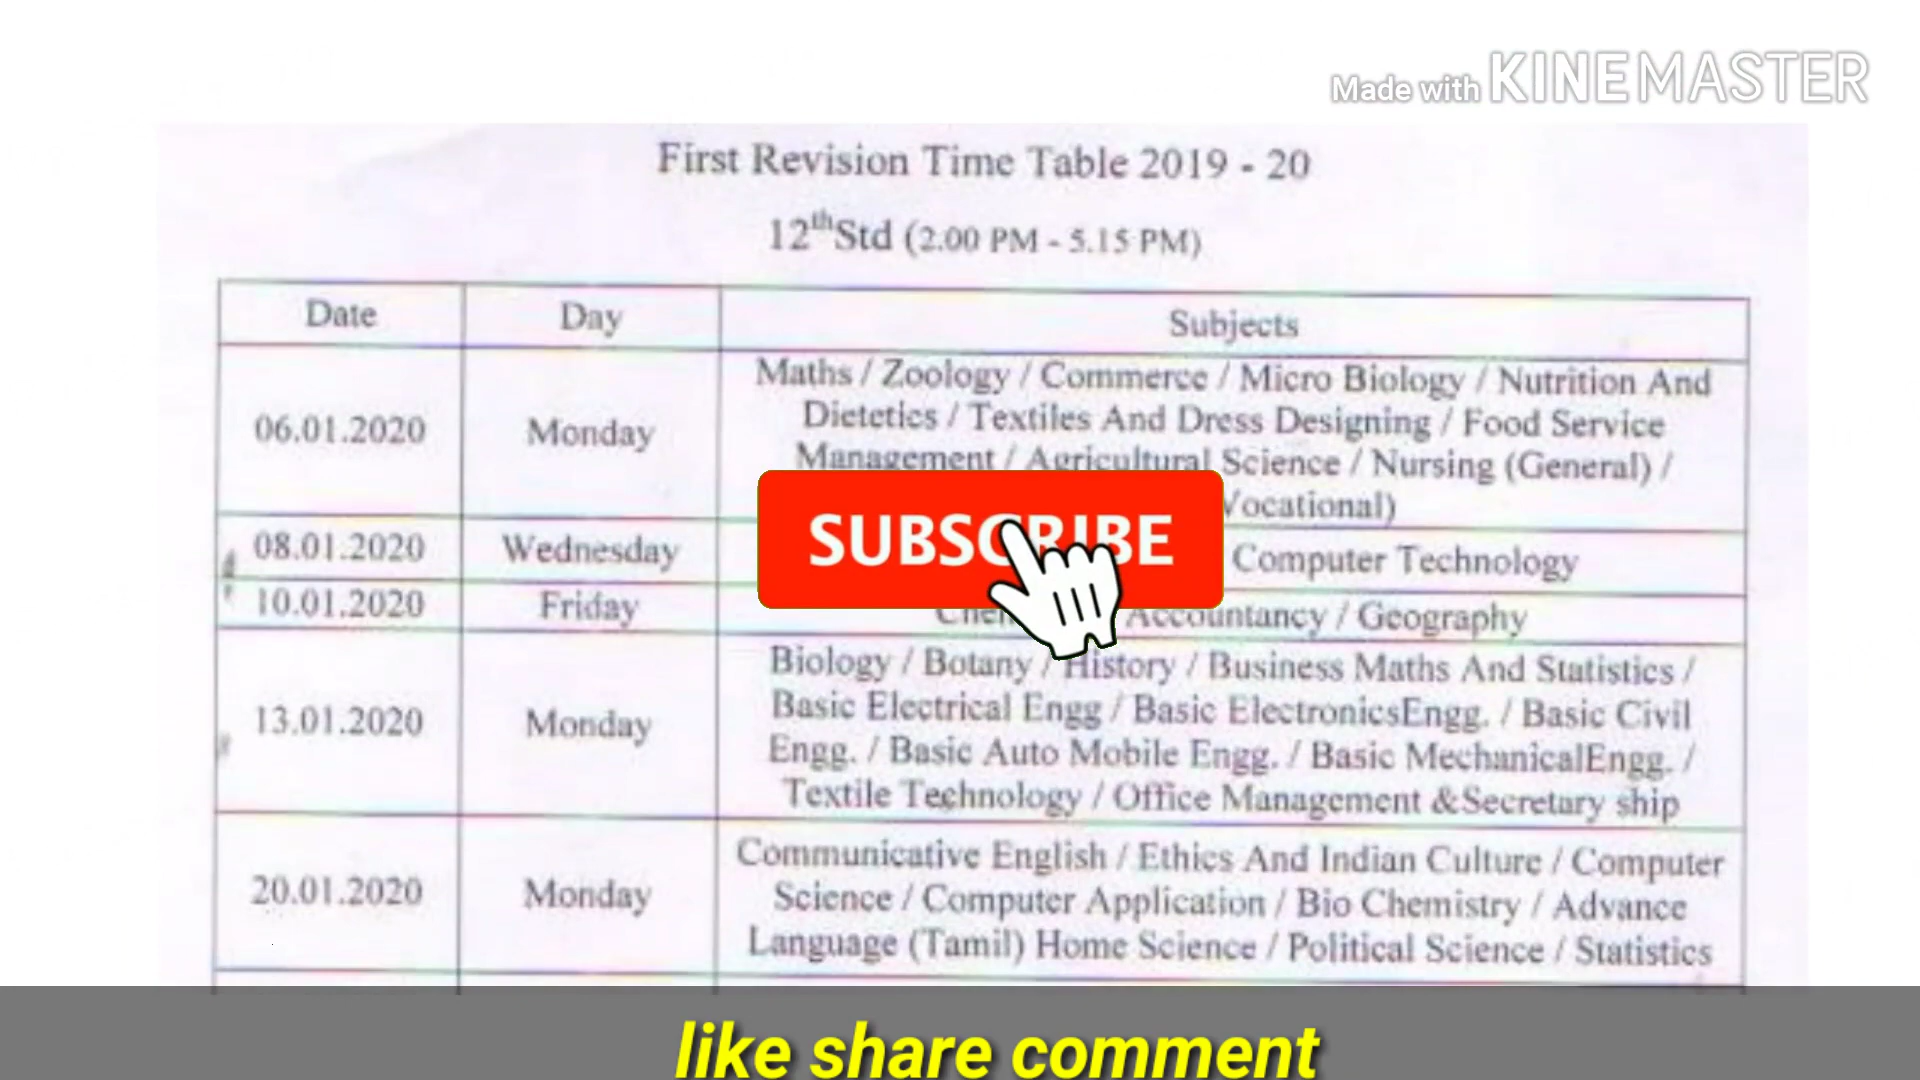 Made with KINEMASTER
First Revision Time Table 2019 - 20
12th Std (2.00 PM - 5.15 PM)
Date Day Subjects
06.01.2020 Monday
Maths / Zoology / Commerce / Micro Biology / Nutrition And
Dietetics / Textiles And Dress Designing / Food Service
Management / Agricultural Science / Nursing (General) /
Vocational)
SUBSCRIBE
08.01.2020 Wednesday Computer Technology
10.01.2020 Friday Accountancy / Geography
13.01.2020 Monday
Biology / Botany / History / Business Maths And Statistics /
Basic Electrical Engg / Basic ElectronicsEngg. / Basic Civil
Engg. / Basic Auto Mobile Engg. / Basic MechanicalEngg. /
Textile Technology / Office Management &Secretary ship
20.01.2020 Monday
Communicative English / Ethics And Indian Culture / Computer
Science / Computer Application / Bio Chemistry / Advance
Language (Tamil) Home Science / Political Science / Statistics
like share comment